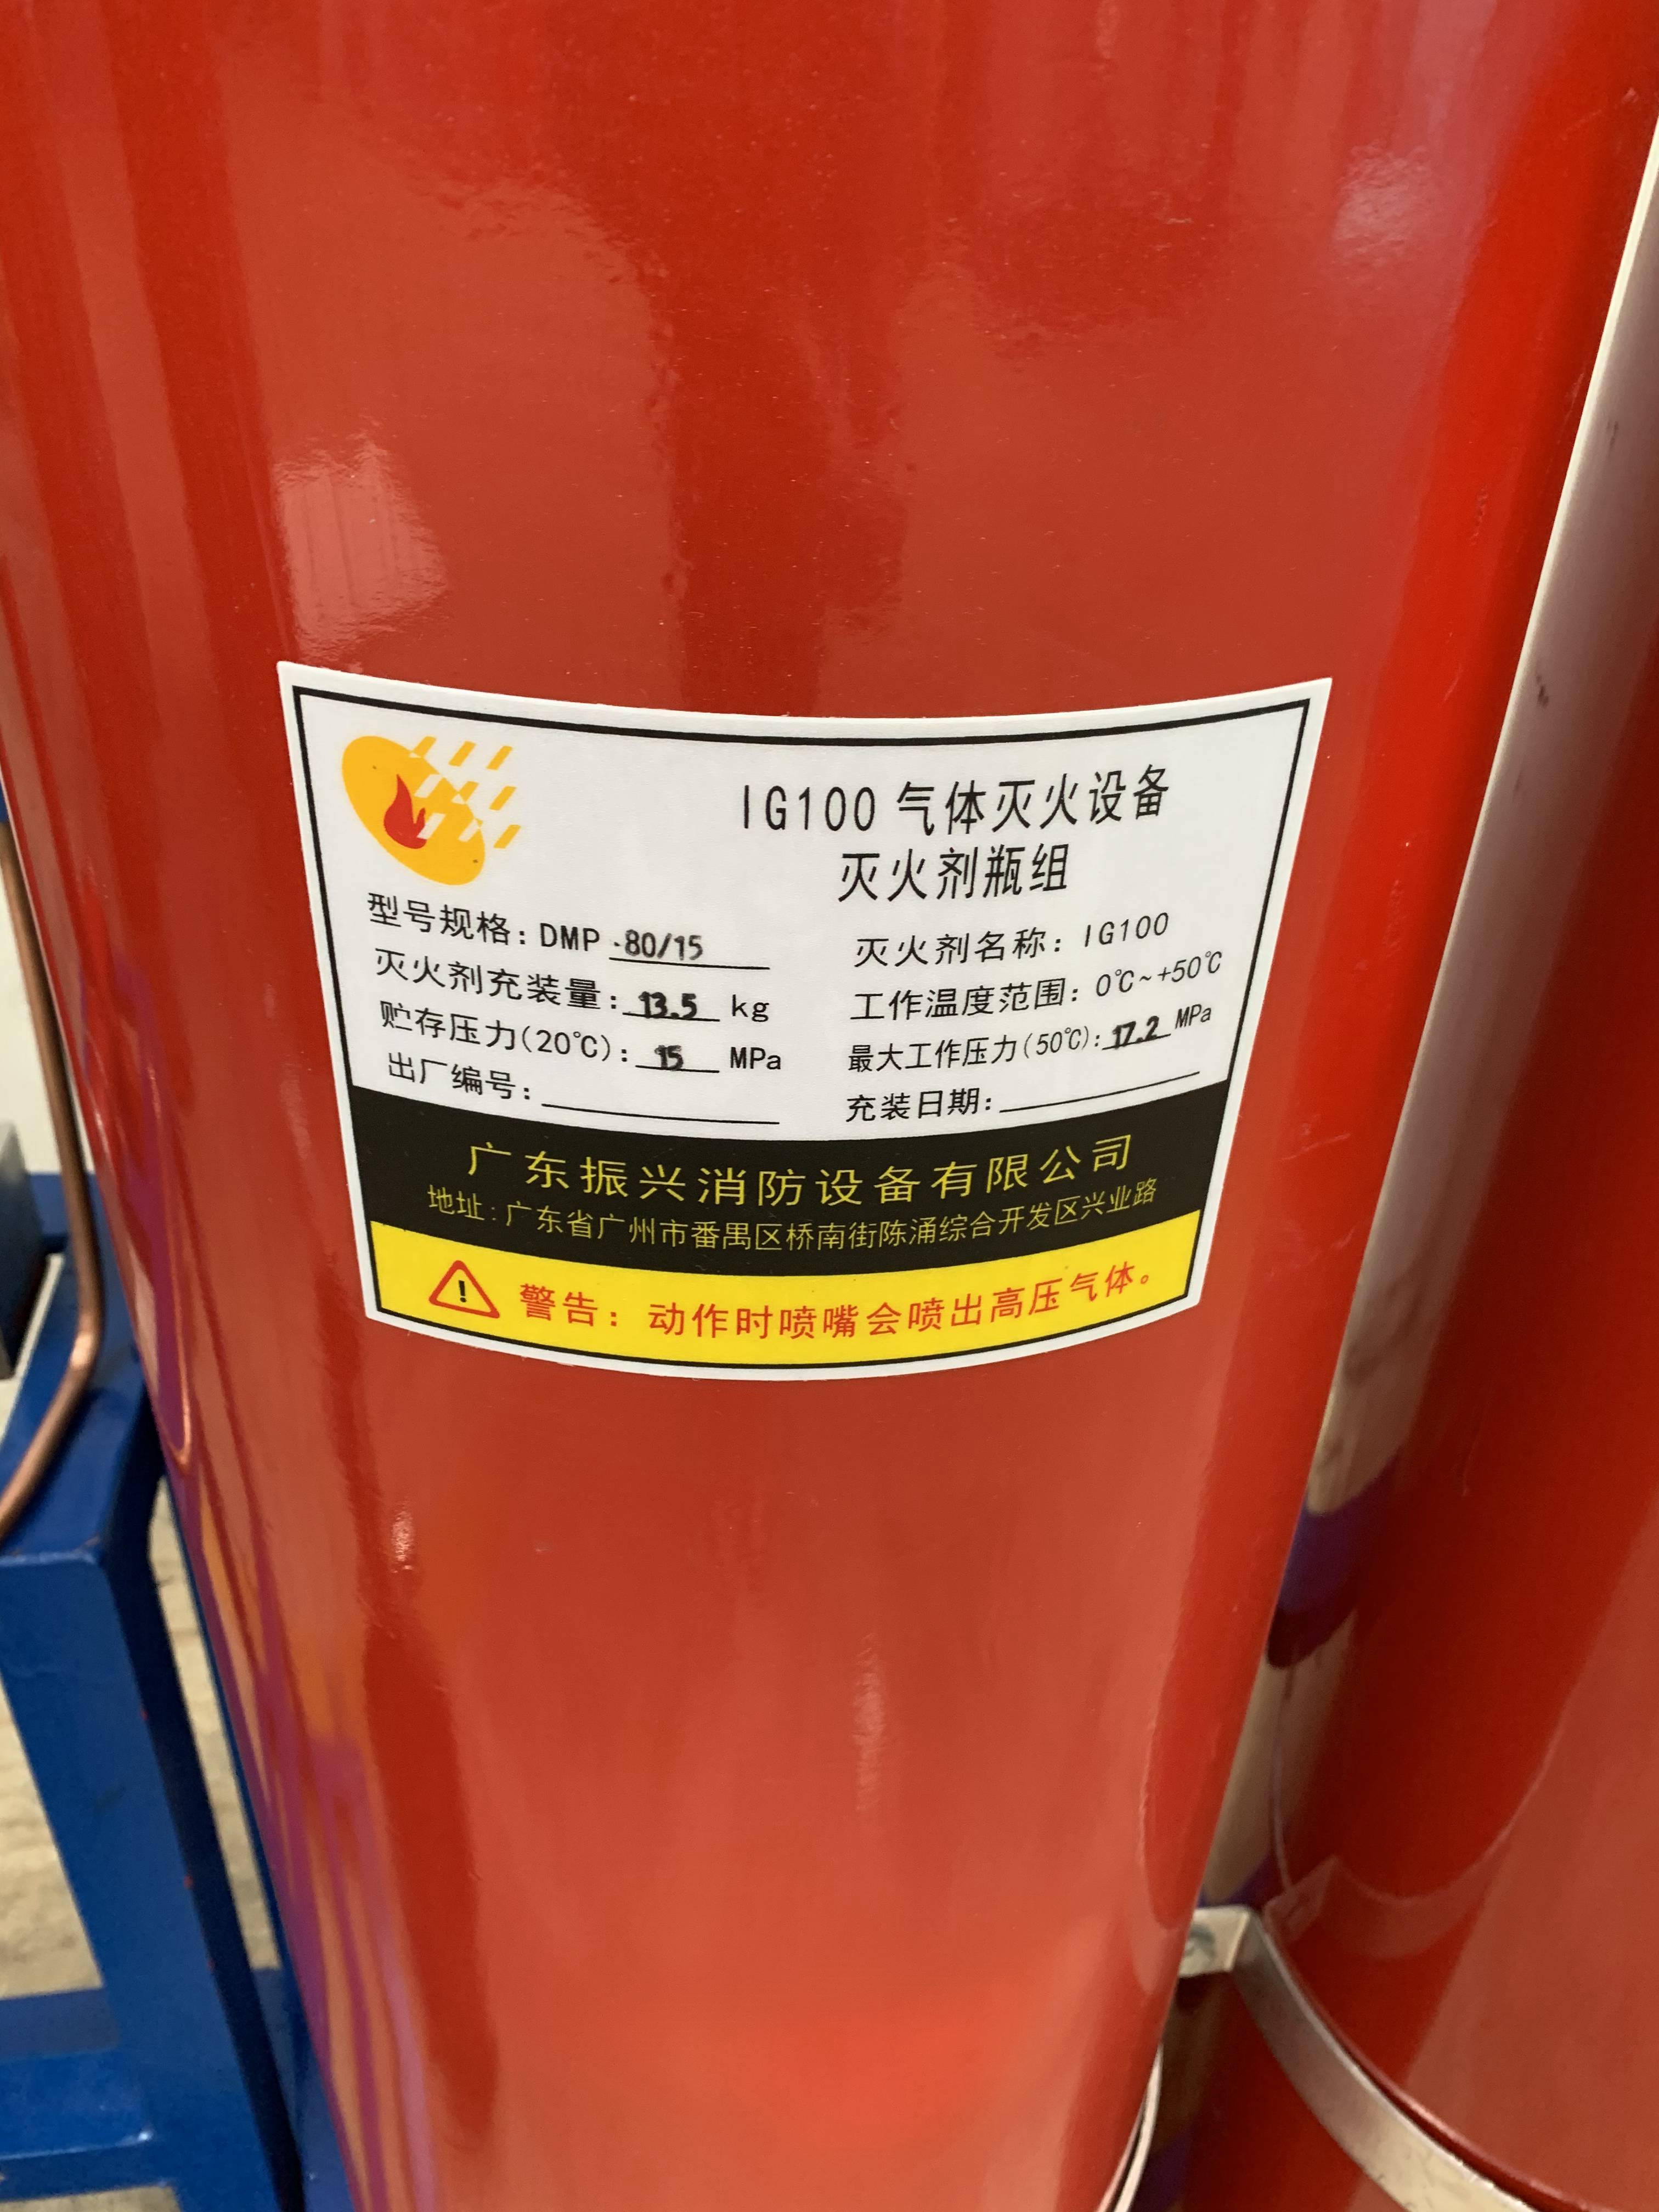 IG100 气体灭火设备
灭火剂瓶组
型号规格: DMP -80/15
灭火剂名称: IG100
灭火剂充装量: 13.5 kg
工作温度范围: 0℃~+50℃
贮存压力(20℃): 15 MPa
最大工作压力(50℃): 17.2 MPa
出厂编号:
充装日期:
广东振兴消防设备有限公司
地址: 广东省广州市番禺区桥南街陈涌综合开发区兴业路
警告: 动作时喷嘴会喷出高压气体。